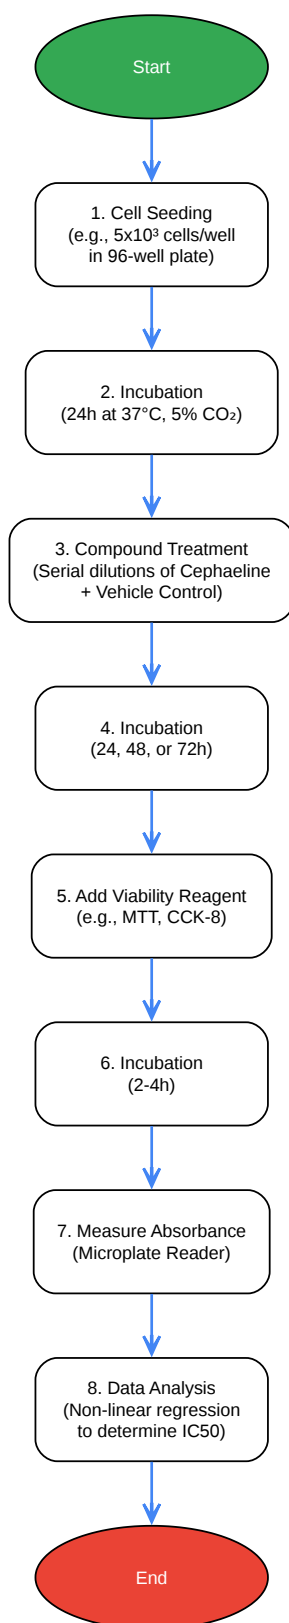 Start
1. Cell Seeding
(e.g., 5x10³ cells/well
in 96-well plate)
2. Incubation
(24h at 37°C, 5% CO₂)
3. Compound Treatment
(Serial dilutions of Cephaeline
+ Vehicle Control)
4. Incubation
(24, 48, or 72h)
5. Add Viability Reagent
(e.g., MTT, CCK-8)
6. Incubation
(2-4h)
7. Measure Absorbance
(Microplate Reader)
8. Data Analysis
(Non-linear regression
to determine IC50)
End